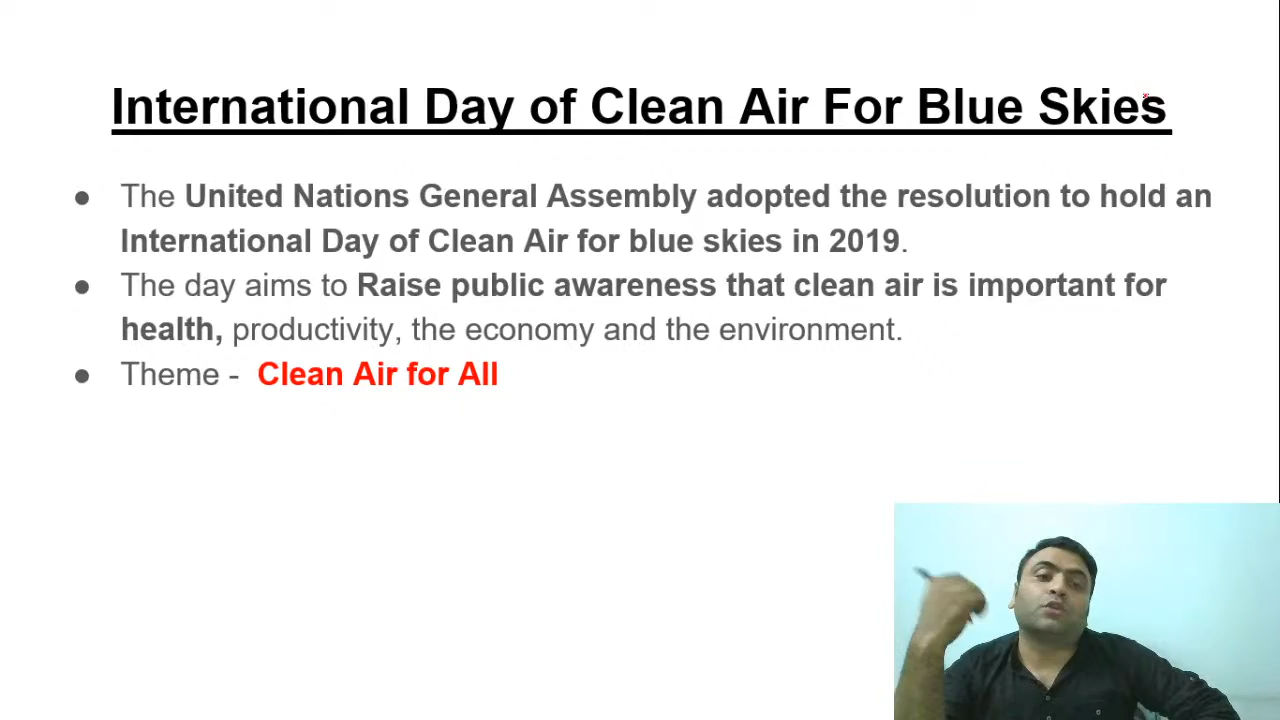 International Day of Clean Air For Blue Skies
● The United Nations General Assembly adopted the resolution to hold an
International Day of Clean Air for blue skies in 2019.
● The day aims to Raise public awareness that clean air is important for
health, productivity, the economy and the environment.
● Theme - Clean Air for All